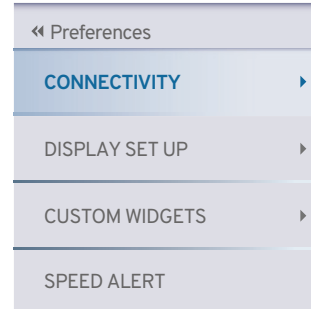 Preferences
CONNECTIVITY
DISPLAY SET UP
CUSTOM WIDGETS
SPEED ALERT